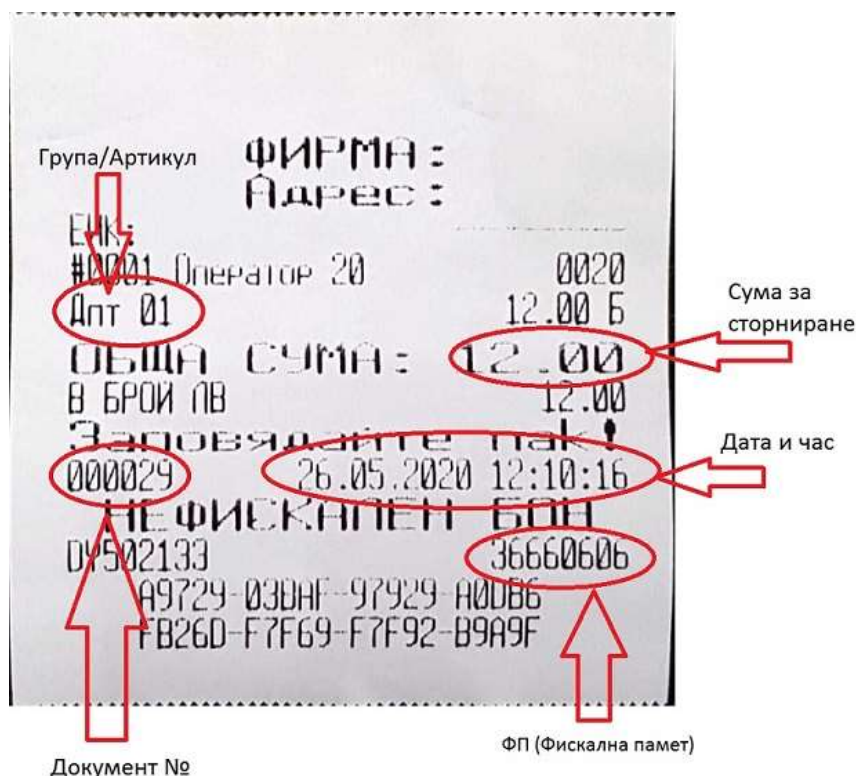 Група/Артикул
ФИРМА:
Адрес:
ЕИК:
#0001 Оператор 20 0020
Дпт 01 12.00 Б
Сума за
сторниране
ОБЩА СУМА: 12.00
В БРОЙ ЛВ 12.00
Заповядайте пак!
Дата и час
000029 26.05.2020 12:10:16
НЕФИСКАЛЕН БОН
DY502133 36660606
A9729-03DAF-97929-A0DB6
FB26D-F7F69-F7F92-B9A9F
ФП (Фискална памет)
Документ №